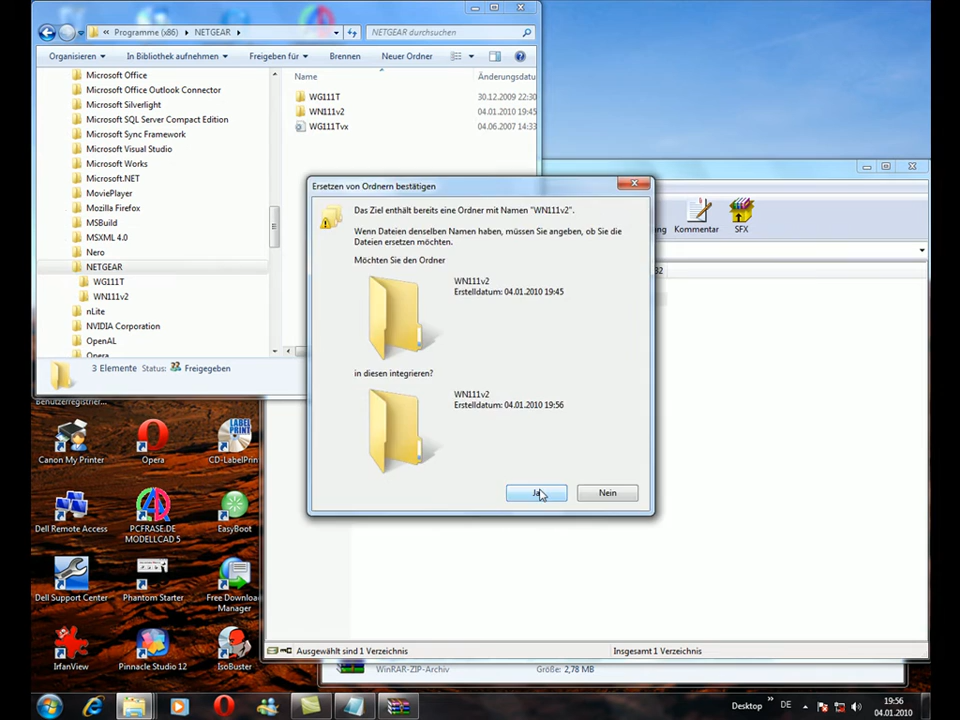 Programme (x86)
NETGEAR
NETGEAR durchsuchen
Organisieren
In Bibliothek aufnehmen
Freigeben für
Brennen
Neuer Ordner
Microsoft Office
Microsoft Office Outlook Connector
Microsoft Silverlight
Microsoft SQL Server Compact Edition
Microsoft Sync Framework
Microsoft Visual Studio
Microsoft Works
Microsoft.NET
MoviePlayer
Mozilla Firefox
MSBuild
MSXML 4.0
Nero
NETGEAR
WG111T
WN111v2
nLite
NVIDIA Corporation
OpenAL
Opera
Name
Änderungsdatu
WG111T
30.12.2009 22:30
WN111v2
04.01.2010 19:45
WG111Tvx
04.06.2007 14:33
3 Elemente
Status:
Freigegeben
Ersetzen von Ordnern bestätigen
Das Ziel enthält bereits eine Ordner mit Namen "WN111v2".
Wenn Dateien denselben Namen haben, müssen Sie angeben, ob Sie die
Dateien ersetzen möchten.
Möchten Sie den Ordner
WN111v2
Erstelldatum: 04.01.2010 19:45
in diesen integrieren?
WN111v2
Erstelldatum: 04.01.2010 19:56
Ja
Nein
Kommentar
SFX
Benutzerregistrier...
Canon My Printer
Opera
CD-LabelPrin
Dell Remote Access
PCFRASE.DE
MODELLCAD 5
EasyBoot
Dell Support Center
Phantom Starter
Free Downloa
Manager
IrfanView
Pinnacle Studio 12
IsoBuster
Ausgewählt sind 1 Verzeichnis
Insgesamt 1 Verzeichnis
WinRAR-ZIP-Archiv
Größe: 2,78 MB
Desktop
DE
19:56
04.01.2010